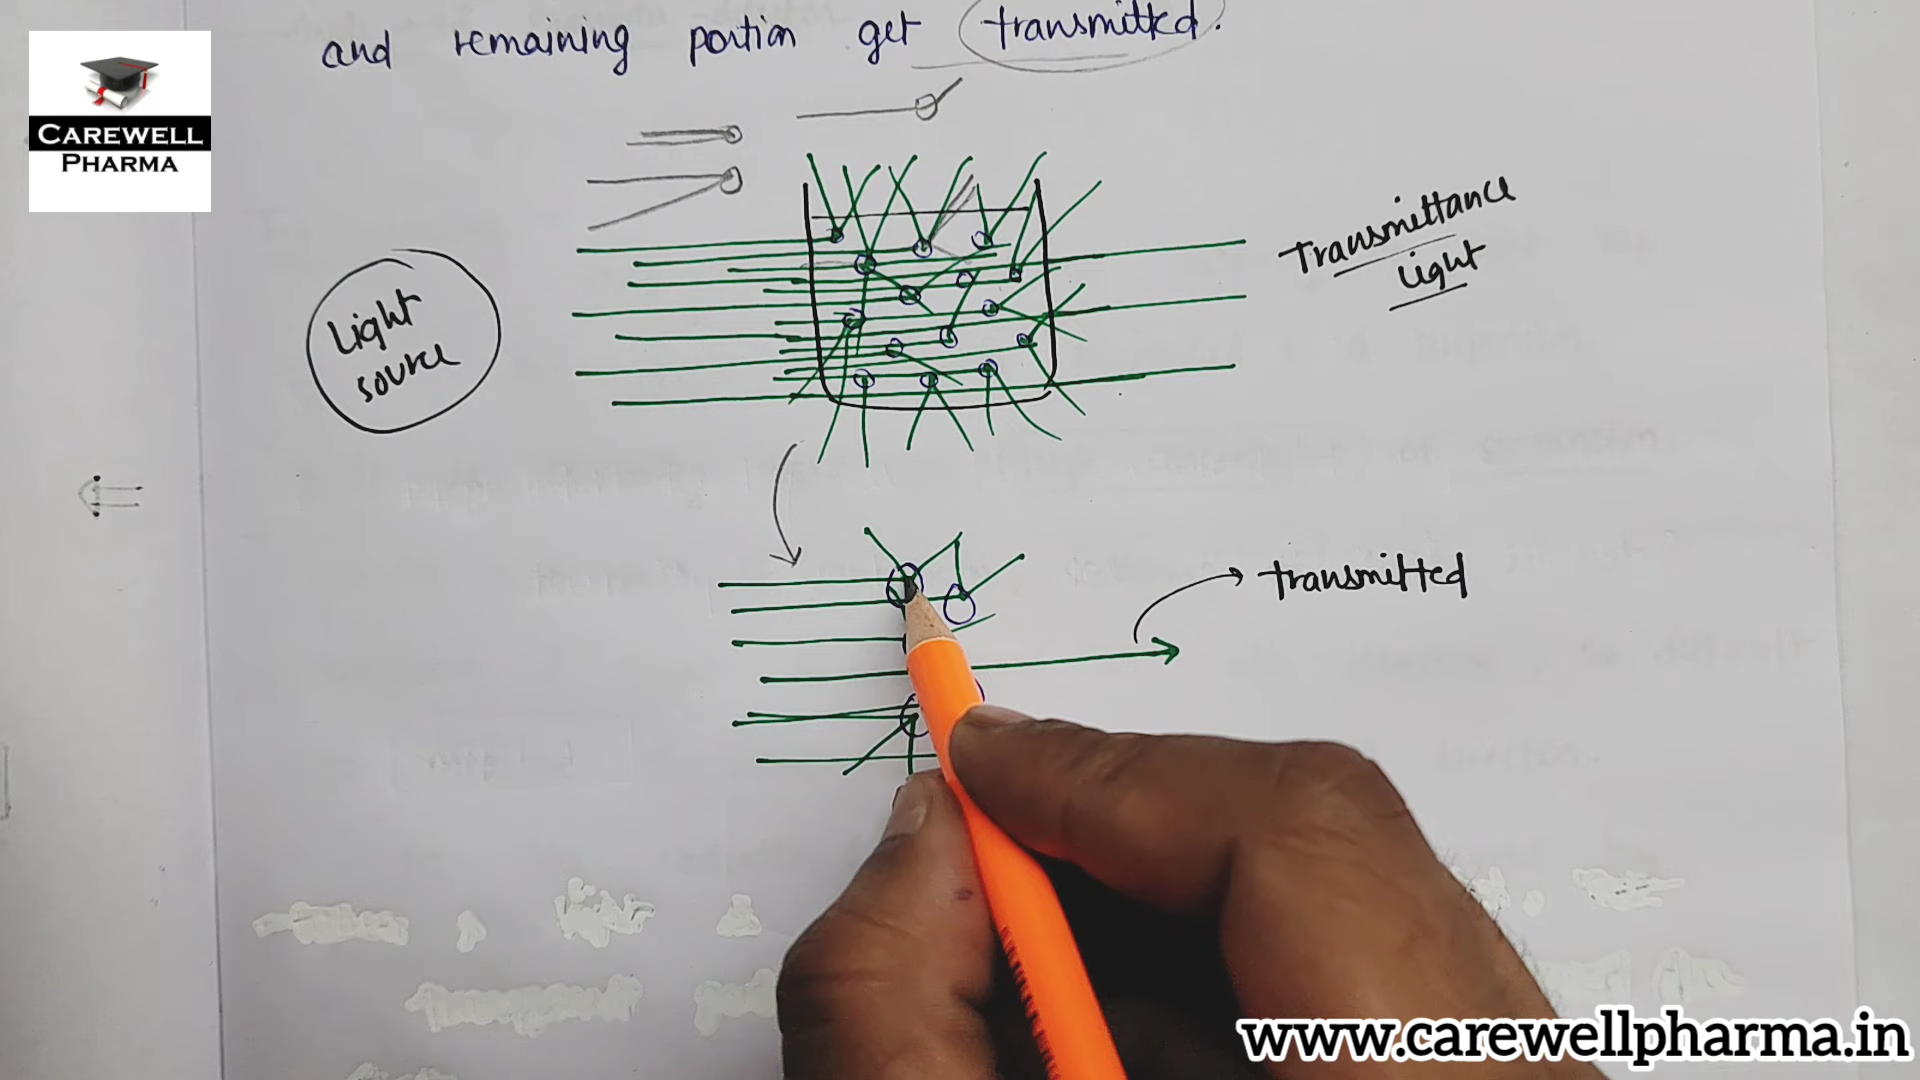 and remaining portion get transmitted.
CAREWELL
PHARMA
Transmittance
light
Light
source
transmitted
www.carewellpharma.in